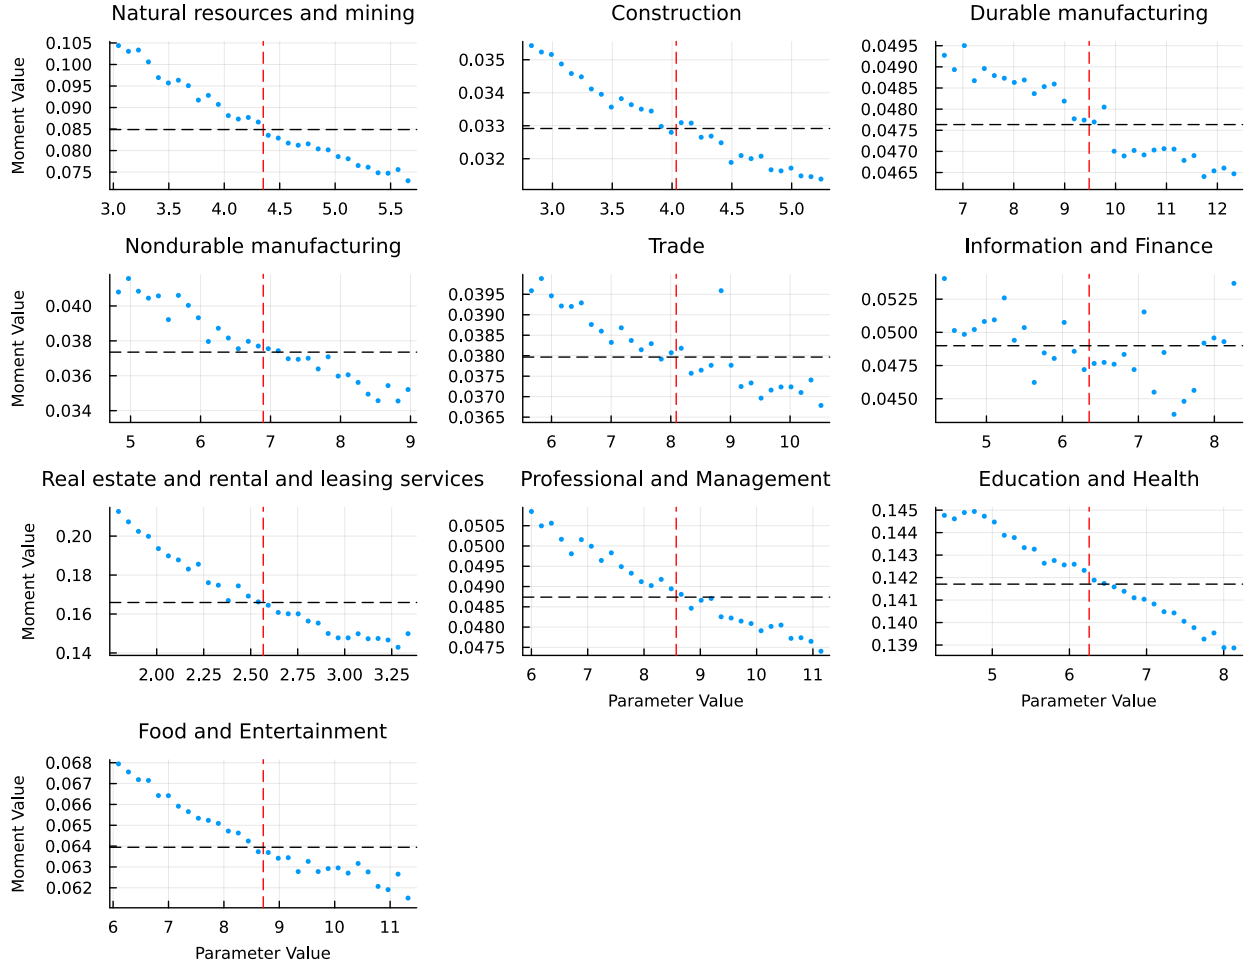 Natural resources and mining
Construction
Durable manufacturing
Moment Value
0.105
0.100
0.095
0.090
0.085
0.080
0.075
3.0 3.5 4.0 4.5 5.0 5.5
0.035
0.034
0.033
0.032
3.0 3.5 4.0 4.5 5.0
0.0495
0.0490
0.0485
0.0480
0.0475
0.0470
0.0465
7 8 9 10 11 12
Nondurable manufacturing
Trade
Information and Finance
Moment Value
0.040
0.038
0.036
0.034
5 6 7 8 9
0.0395
0.0390
0.0385
0.0380
0.0375
0.0370
0.0365
6 7 8 9 10
0.0525
0.0500
0.0475
0.0450
5 6 7 8
Real estate and rental and leasing services
Professional and Management
Education and Health
Moment Value
0.20
0.18
0.16
0.14
2.00 2.25 2.50 2.75 3.00 3.25
0.0505
0.0500
0.0495
0.0490
0.0485
0.0480
0.0475
6 7 8 9 10 11
Parameter Value
0.145
0.144
0.143
0.142
0.141
0.140
0.139
5 6 7 8
Parameter Value
Food and Entertainment
Moment Value
0.068
0.067
0.066
0.065
0.064
0.063
0.062
6 7 8 9 10 11
Parameter Value